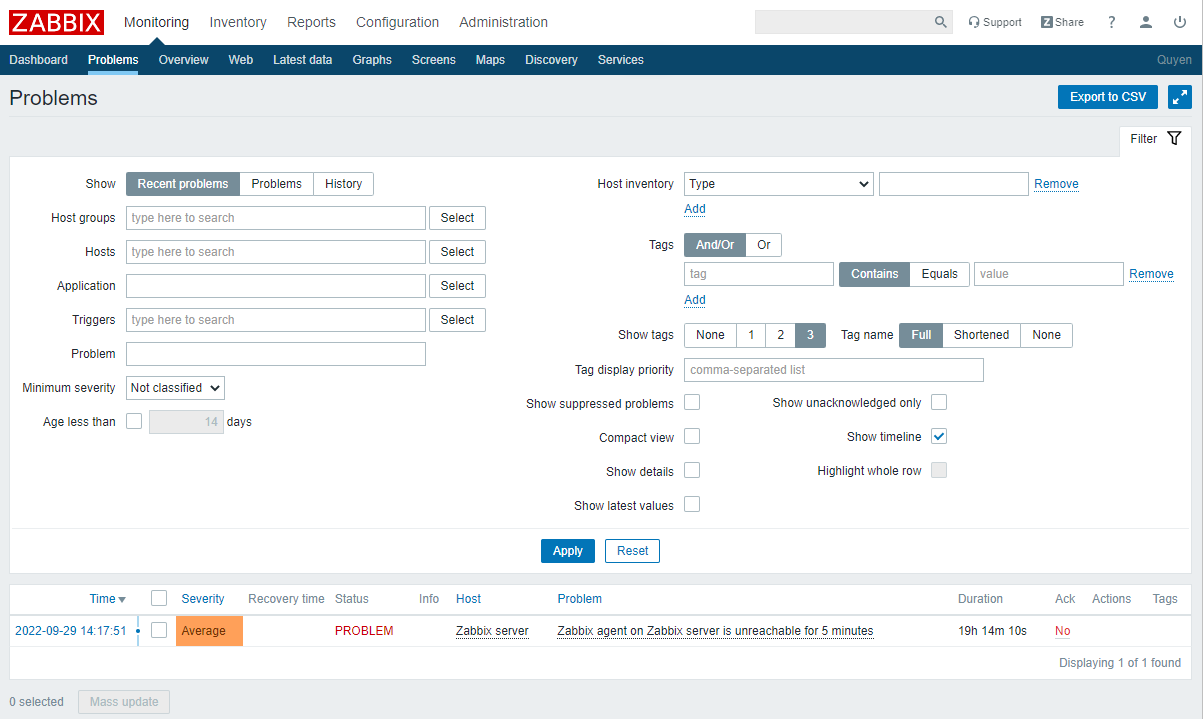 ZABBIX Monitoring Inventory Reports Configuration Administration Support Z Share ?
Dashboard Problems Overview Web Latest data Graphs Screens Maps Discovery Services Quyen
Problems Export to CSV
Filter
Show Recent problems Problems History
Host groups type here to search Select
Hosts type here to search Select
Application Select
Triggers type here to search Select
Problem
Minimum severity Not classified
Age less than 14 days
Host inventory Type Remove
Add
Tags And/Or Or
tag Contains Equals value Remove
Add
Show tags None 1 2 3 Tag name Full Shortened None
Tag display priority comma-separated list
Show suppressed problems Show unacknowledged only
Compact view Show timeline
Show details Highlight whole row
Show latest values
Apply Reset
Time Severity Recovery time Status Info Host Problem Duration Ack Actions Tags
2022-09-29 14:17:51 Average PROBLEM Zabbix server Zabbix agent on Zabbix server is unreachable for 5 minutes 19h 14m 10s No
Displaying 1 of 1 found
0 selected Mass update